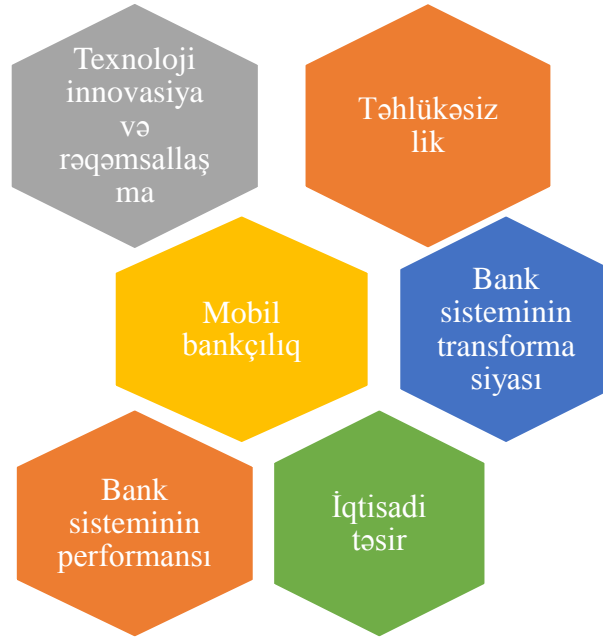 Texnoloji
innovasiya
və
rəqəmsallaş
ma
Təhlükəsiz
lik
Mobil
bankçılıq
Bank
sisteminin
transforma
siyası
Bank
sisteminin
performansı
İqtisadi
təsir